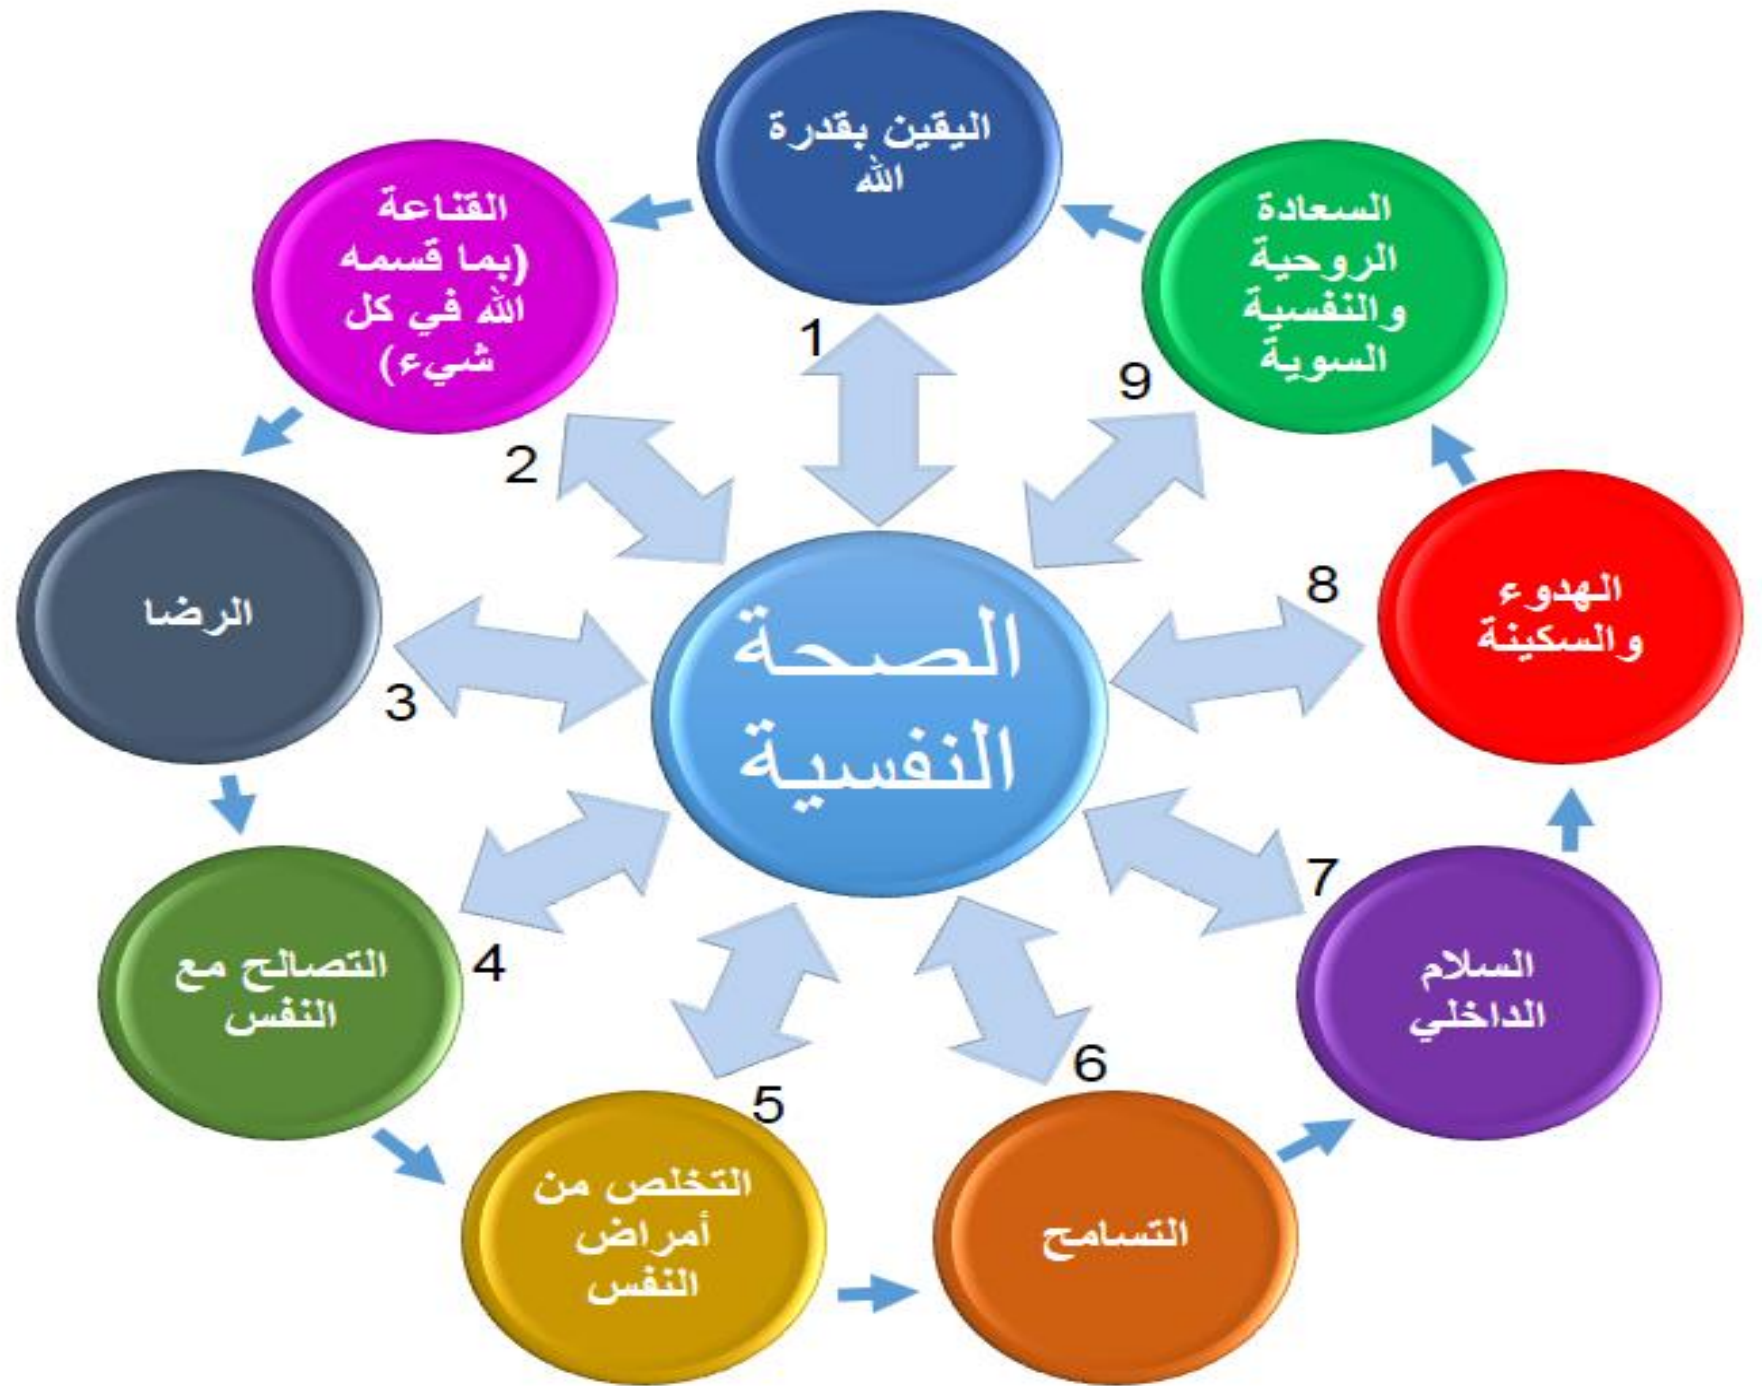 اليقين بقدرة
الله
1
القناعة
(بما قسمه
الله في كل
شيء)
2
الرضا
3
التصالح مع
النفس
4
التخلص من
أمراض
النفس
5
التسامح
6
السلام
الداخلي
7
الهدوء
والسكينة
8
السعادة
الروحية
والنفسية
السوية
9
الصحة
النفسية